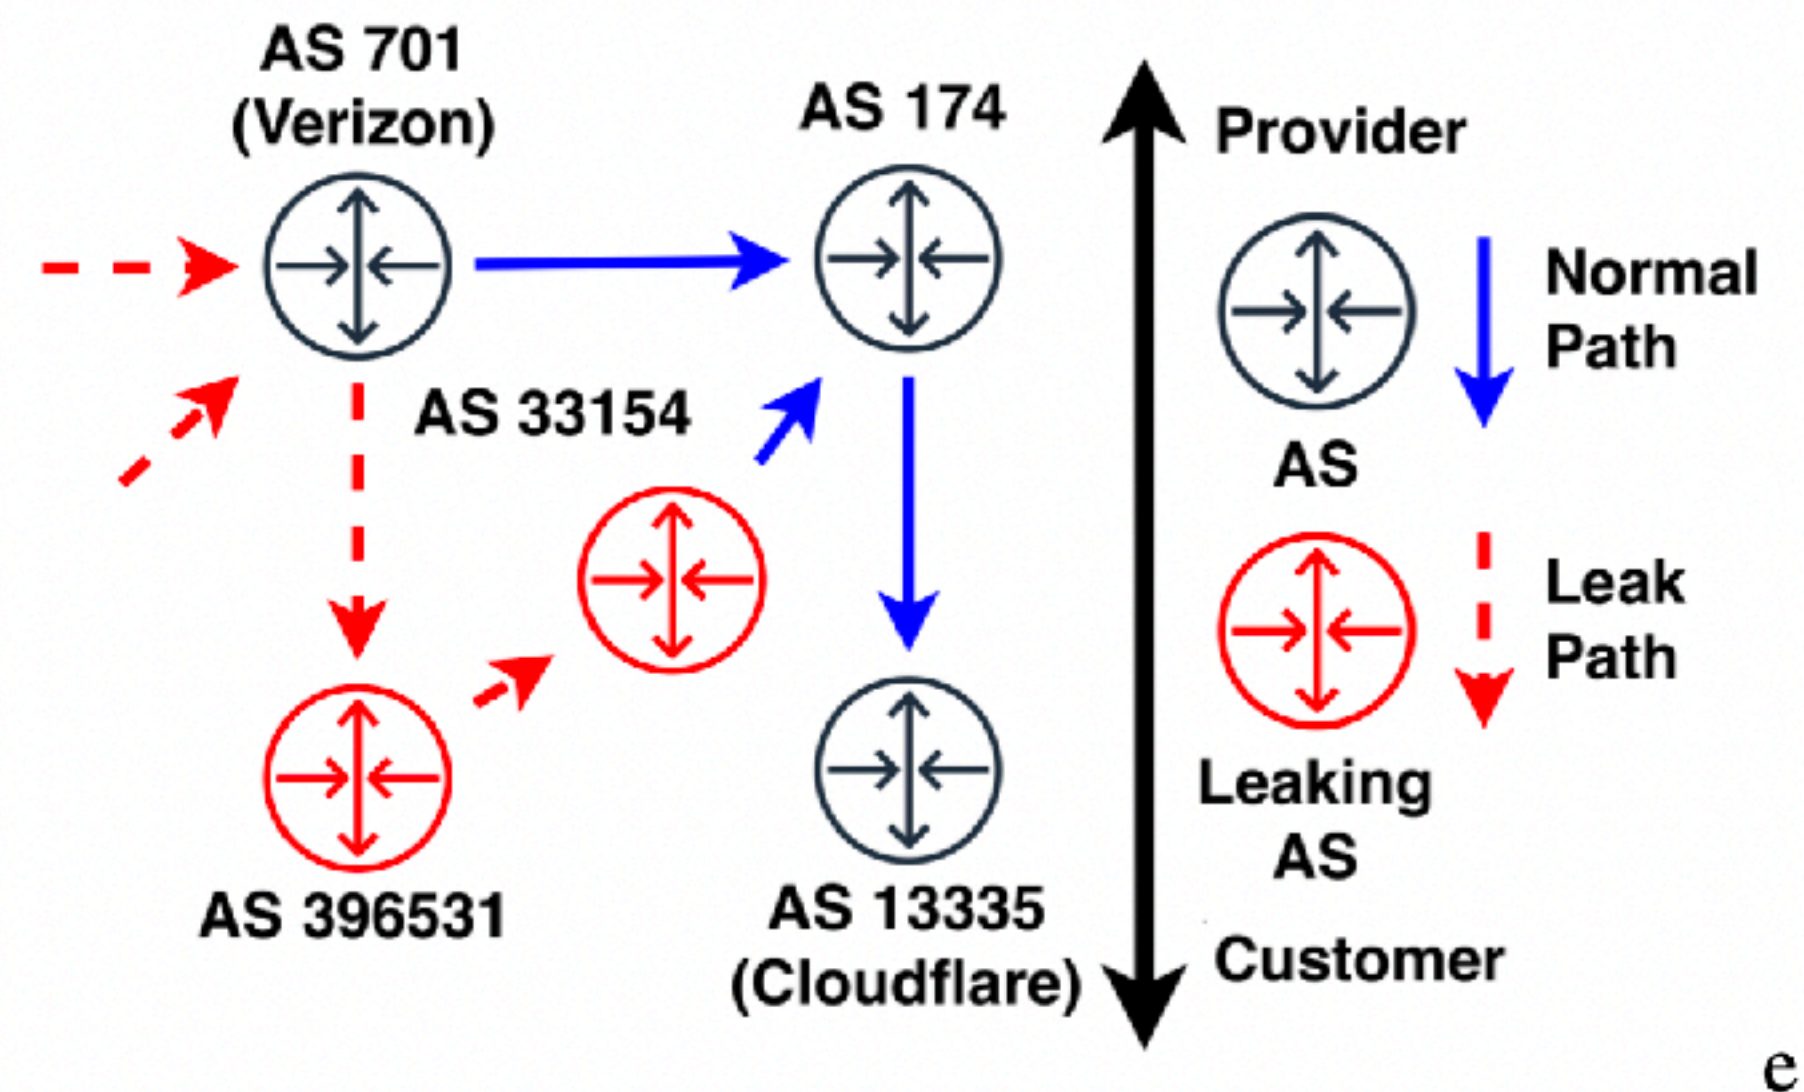 AS 701
(Verizon)
AS 174
AS 33154
AS 396531
AS 13335
(Cloudflare)
Provider
Normal
Path
AS
Leak
Path
Leaking
AS
Customer
e